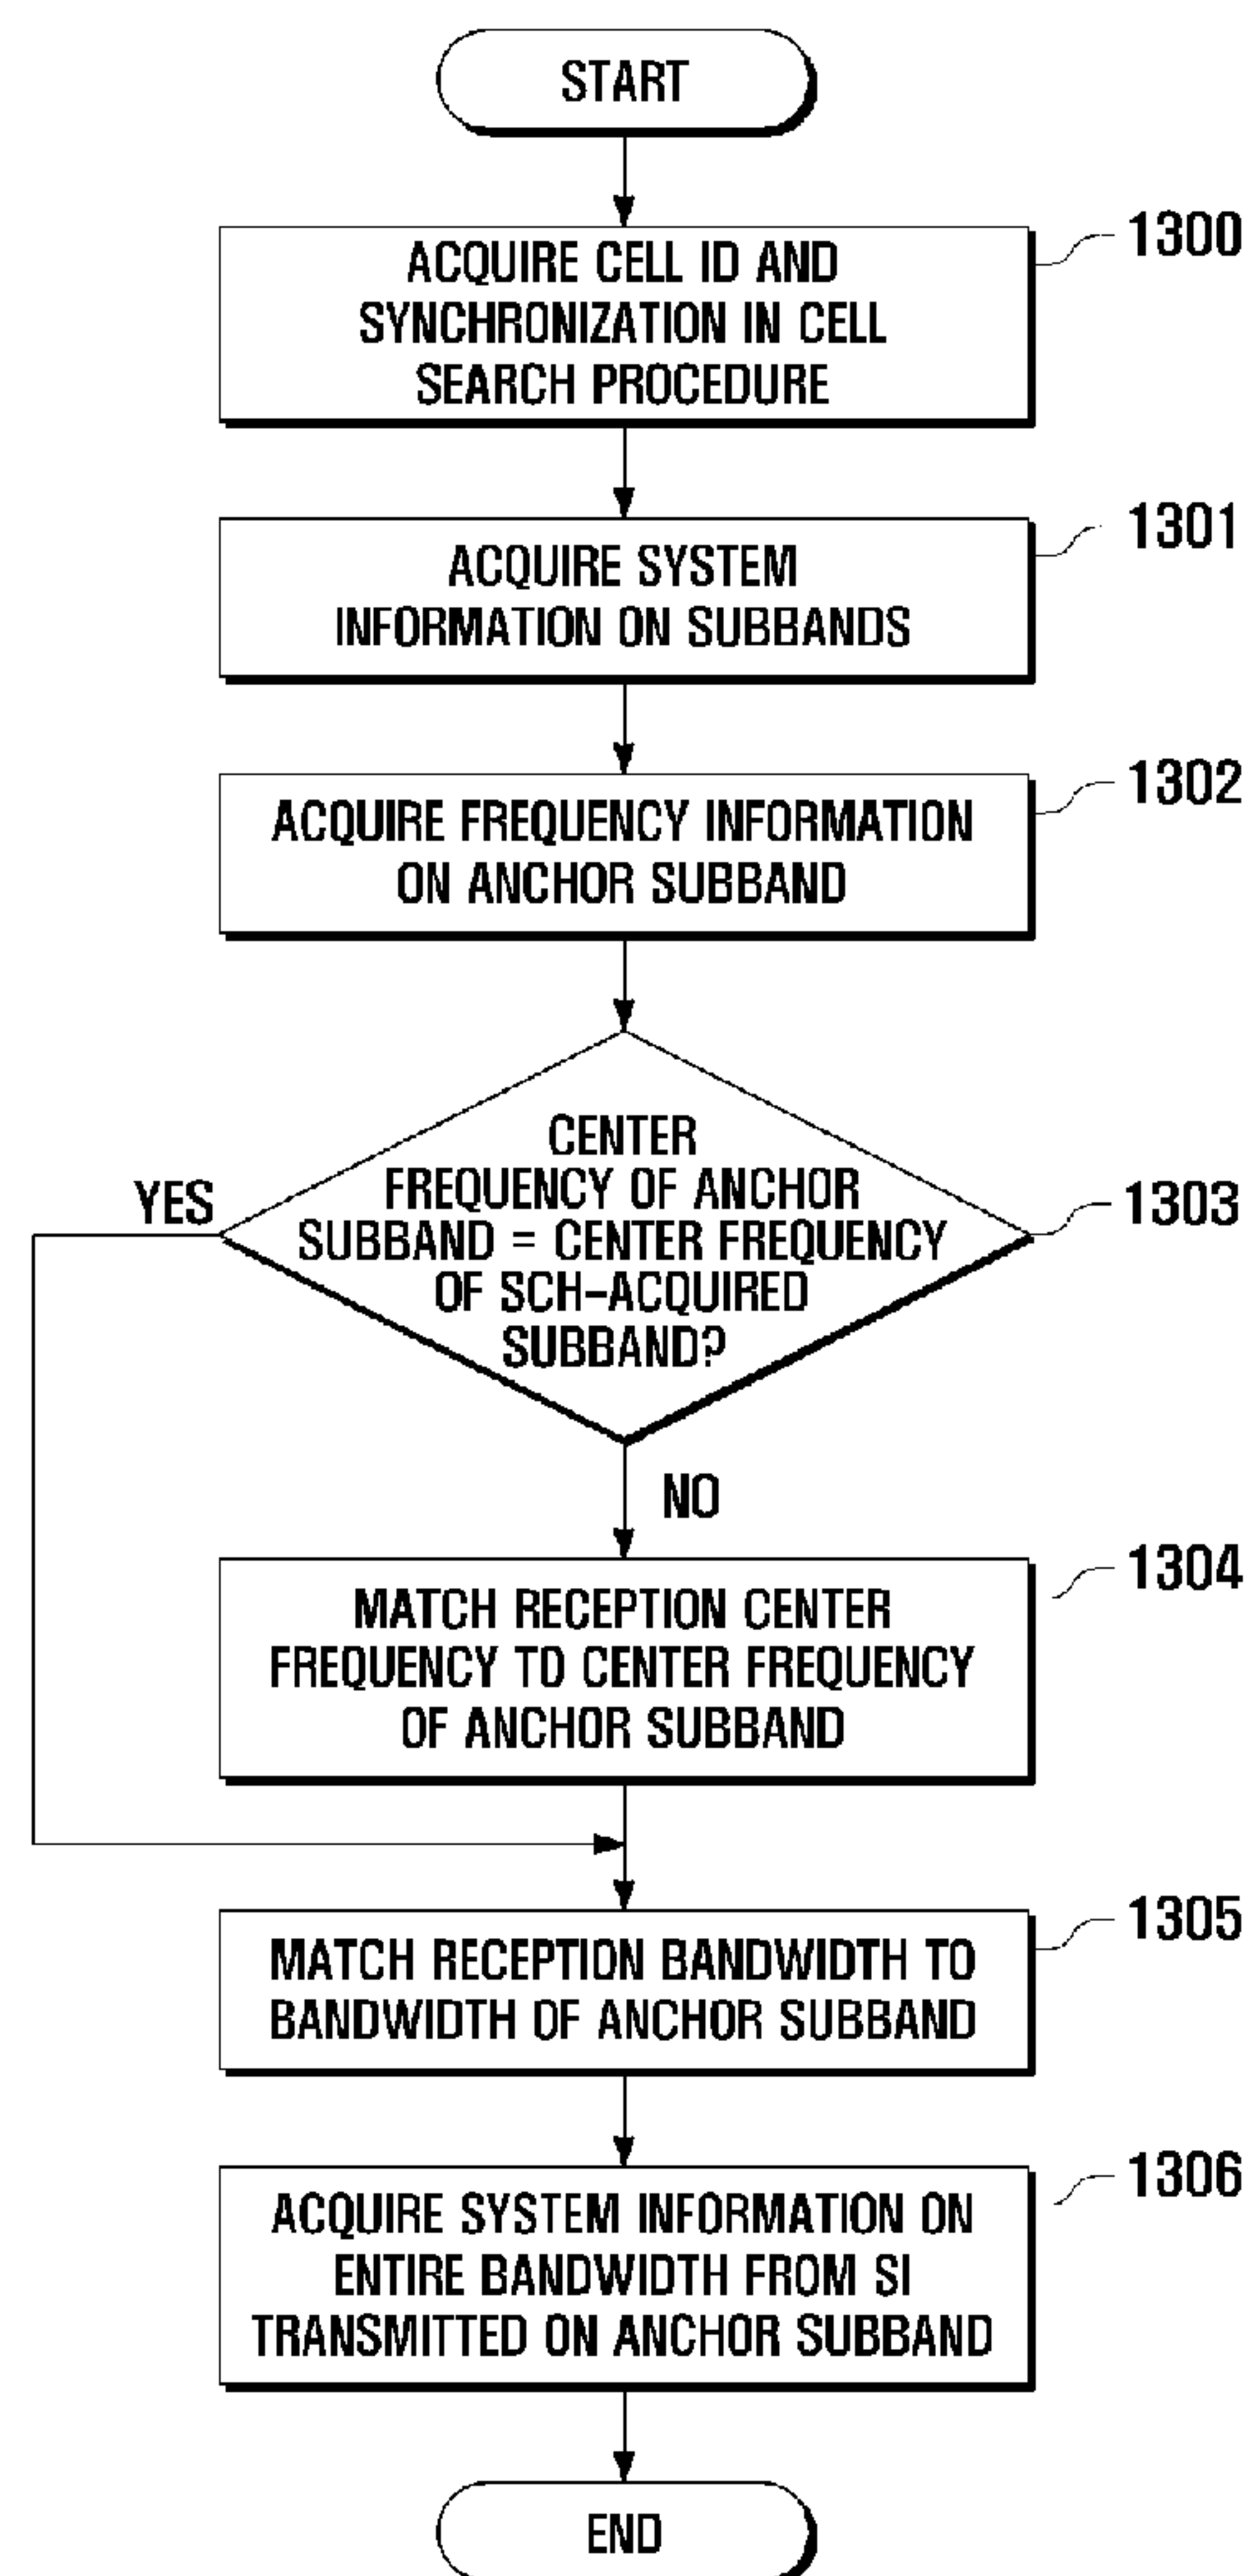 START
1300
ACQUIRE CELL ID AND
SYNCHRONIZATION IN CELL
SEARCH PROCEDURE
1301
ACQUIRE SYSTEM
INFORMATION ON SUBBANDS
1302
ACQUIRE FREQUENCY INFORMATION
ON ANCHOR SUBBAND
CENTER
FREQUENCY OF ANCHOR
SUBBAND = CENTER FREQUENCY
OF SCH-ACQUIRED
SUBBAND?
YES
1303
NO
1304
MATCH RECEPTION CENTER
FREQUENCY TO CENTER FREQUENCY
OF ANCHOR SUBBAND
1305
MATCH RECEPTION BANDWIDTH TO
BANDWIDTH OF ANCHOR SUBBAND
1306
ACQUIRE SYSTEM INFORMATION ON
ENTIRE BANDWIDTH FROM SI
TRANSMITTED ON ANCHOR SUBBAND
END